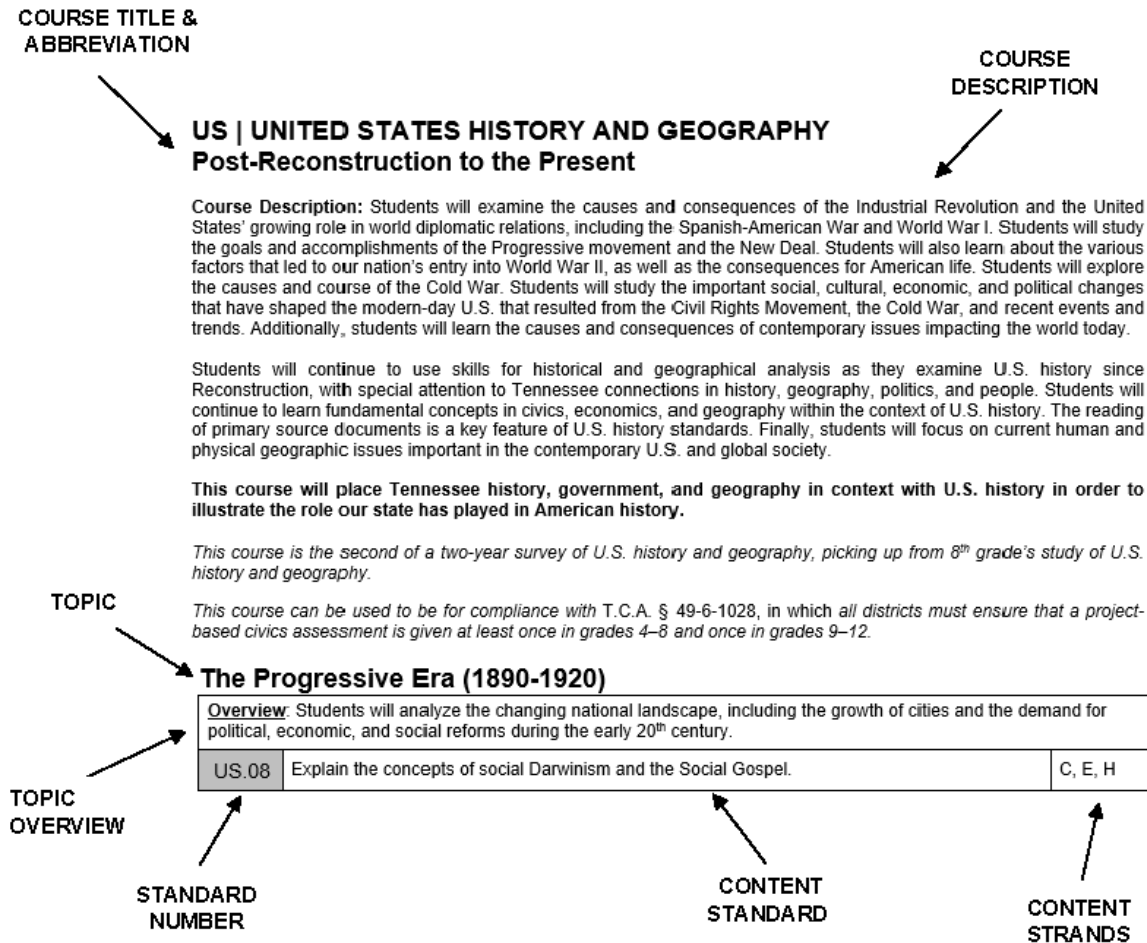 COURSE TITLE &
ABBREVIATION
COURSE
DESCRIPTION
US | UNITED STATES HISTORY AND GEOGRAPHY
Post-Reconstruction to the Present
Course Description: Students will examine the causes and consequences of the Industrial Revolution and the United
States' growing role in world diplomatic relations, including the Spanish-American War and World War I. Students will study
the goals and accomplishments of the Progressive movement and the New Deal. Students will also learn about the various
factors that led to our nation's entry into World War II, as well as the consequences for American life. Students will explore
the causes and course of the Cold War. Students will study the important social, cultural, economic, and political changes
that have shaped the modern-day U.S. that resulted from the Civil Rights Movement, the Cold War, and recent events and
trends. Additionally, students will learn the causes and consequences of contemporary issues impacting the world today.
Students will continue to use skills for historical and geographical analysis as they examine U.S. history since
Reconstruction, with special attention to Tennessee connections in history, geography, politics, and people. Students will
continue to learn fundamental concepts in civics, economics, and geography within the context of U.S. history. The reading
of primary source documents is a key feature of U.S. history standards. Finally, students will focus on current human and
physical geographic issues important in the contemporary U.S. and global society.
This course will place Tennessee history, government, and geography in context with U.S. history in order to
illustrate the role our state has played in American history.
This course is the second of a two-year survey of U.S. history and geography, picking up from 8th grade's study of U.S.
history and geography.
This course can be used to be for compliance with T.C.A. § 49-6-1028, in which all districts must ensure that a project-
based civics assessment is given at least once in grades 4–8 and once in grades 9–12.
TOPIC
The Progressive Era (1890-1920)
Overview: Students will analyze the changing national landscape, including the growth of cities and the demand for
political, economic, and social reforms during the early 20th century.
US.08 Explain the concepts of social Darwinism and the Social Gospel. C, E, H
TOPIC
OVERVIEW
STANDARD
NUMBER
CONTENT
STANDARD
CONTENT
STRANDS